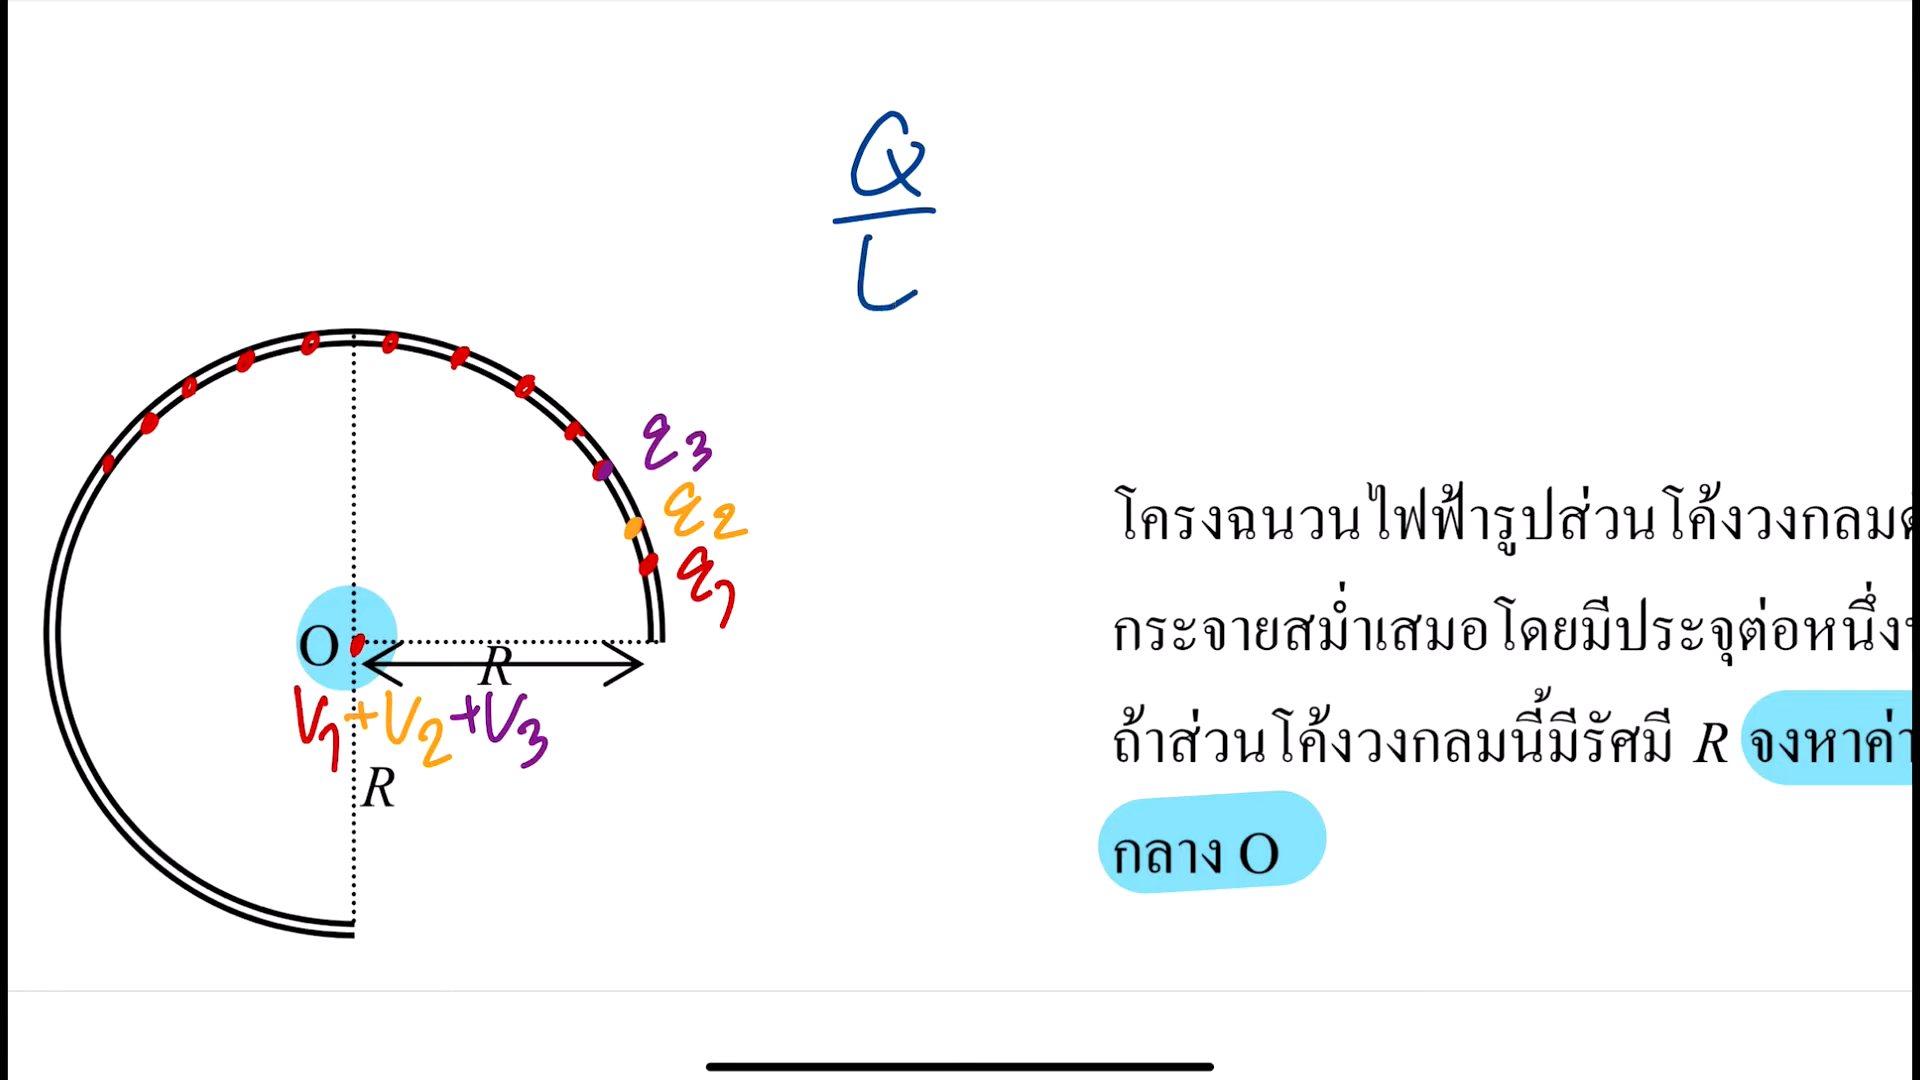 Q
L
q3
q2
q1
O
R
V1+V2+V3
R
โครงฉนวนไฟฟ้ารูปส่วนโค้งวงกลม
กระจายสม่ำเสมอโดยมีประจุต่อหนึ่ง
ถ้าส่วนโค้งวงกลมนี้มีรัศมี R จงหาค่า
กลาง O